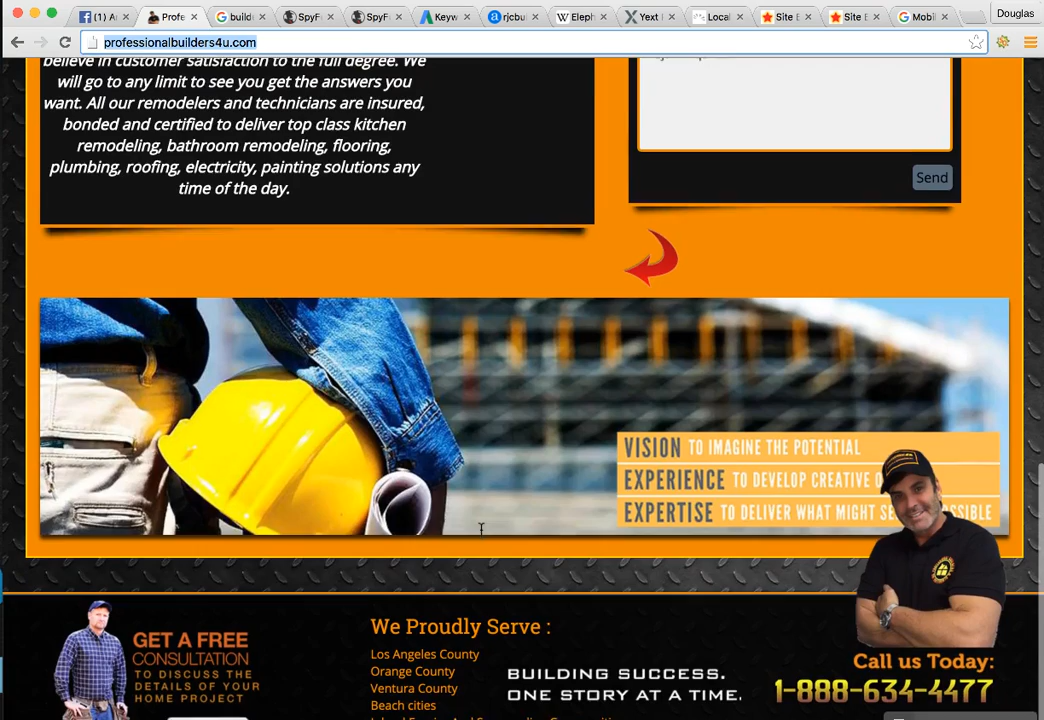 (1) A
Profe
build
SpyF
SpyF
Keyw
rjcbu
Eleph
Yext
Local
Site E
Site E
Mobil
Douglas
professionalbuilders4u.com
believe in customer satisfaction to the full degree. We
will go to any limit to see you get the answers you
want. All our remodelers and technicians are insured,
bonded and certified to deliver top class kitchen
remodeling, bathroom remodeling, flooring,
plumbing, roofing, electricity, painting solutions any
time of the day.
Send
VISION TO IMAGINE THE POTENTIAL
EXPERIENCE TO DEVELOP CREATIVE
EXPERTISE TO DELIVER WHAT MIGHT
GET A FREE
CONSULTATION
TO DISCUSS THE
DETAILS OF YOUR
HOME PROJECT
We Proudly Serve :
Los Angeles County
Orange County
Ventura County
Beach cities
BUILDING SUCCESS.
ONE STORY AT A TIME.
Call us Today:
1-888-634-4477